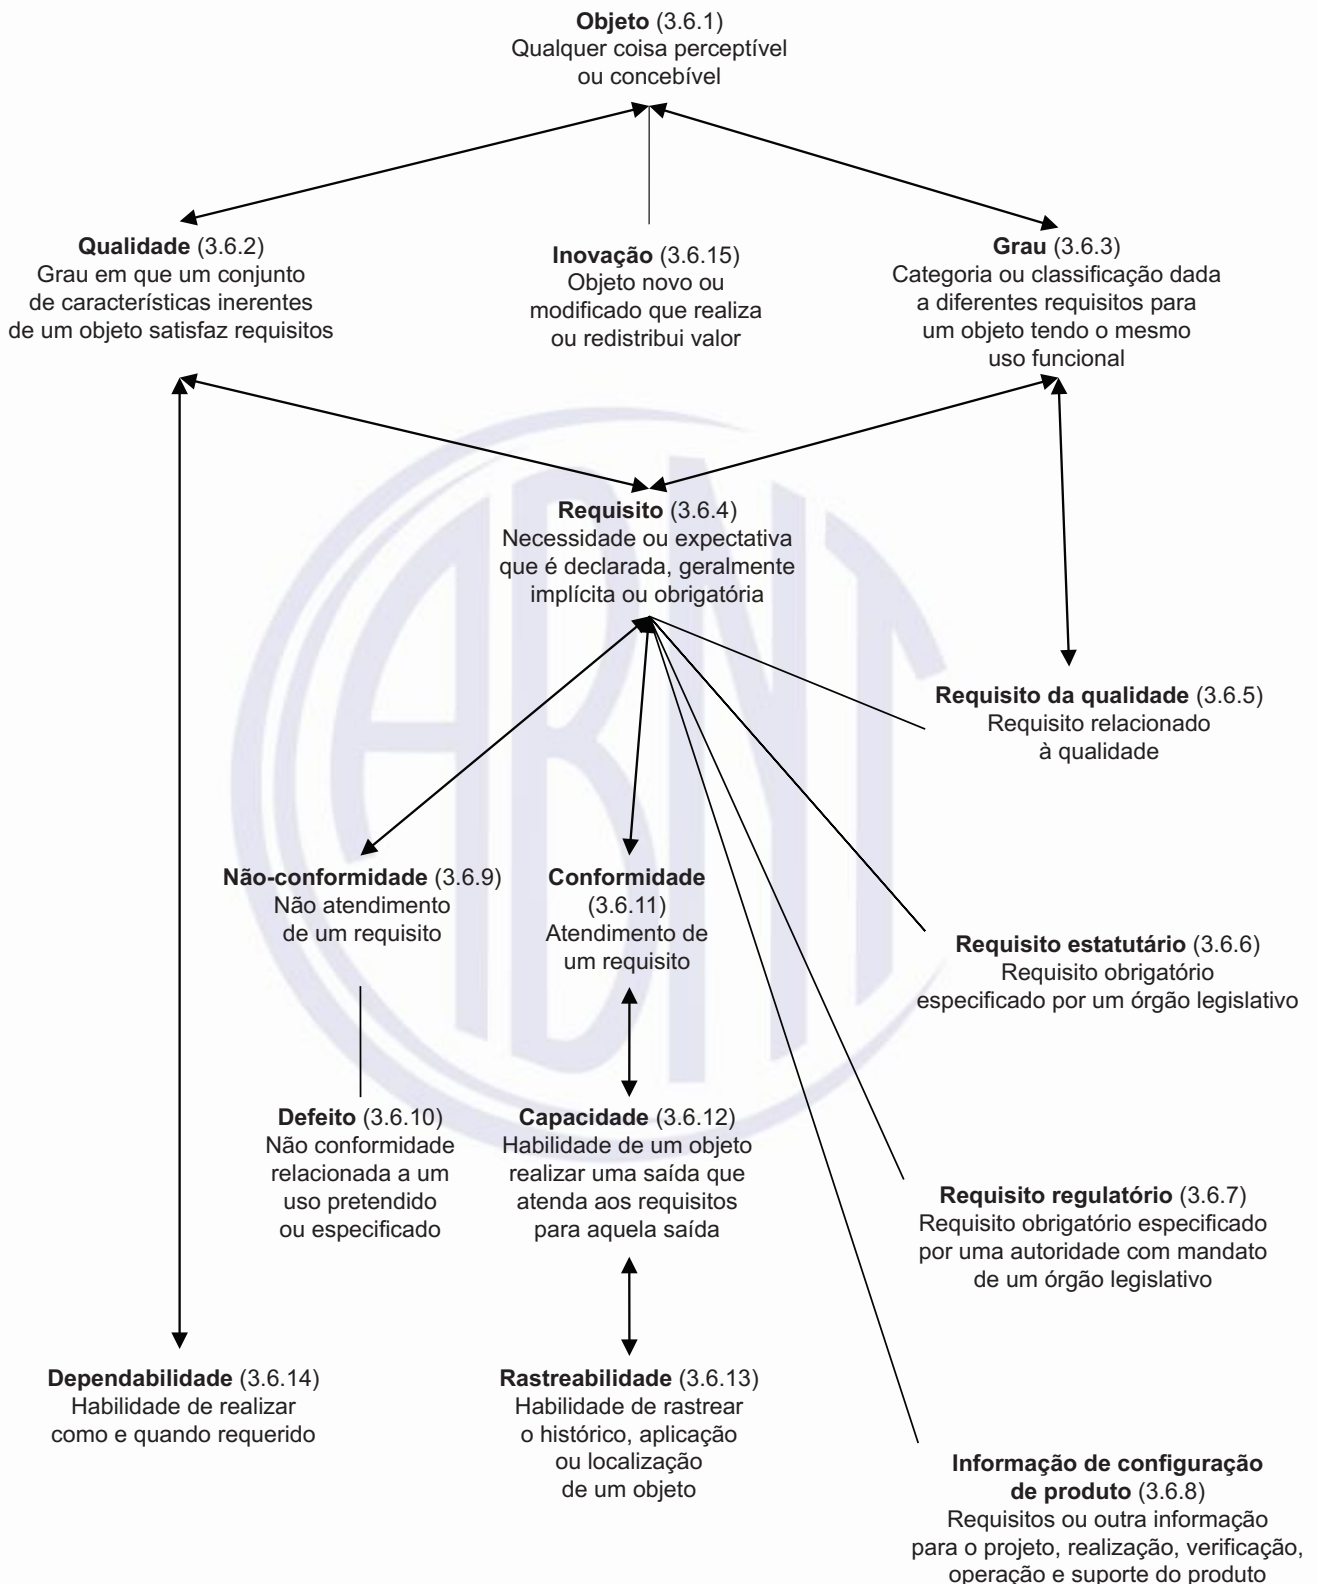 Objeto (3.6.1)
Qualquer coisa perceptível
ou concebível
Qualidade (3.6.2)
Grau em que um conjunto
de características inerentes
de um objeto satisfaz requisitos
Inovação (3.6.15)
Objeto novo ou
modificado que realiza
ou redistribui valor
Grau (3.6.3)
Categoria ou classificação dada
a diferentes requisitos para
um objeto tendo o mesmo
uso funcional
Requisito (3.6.4)
Necessidade ou expectativa
que é declarada, geralmente
implícita ou obrigatória
Requisito da qualidade (3.6.5)
Requisito relacionado
à qualidade
Não-conformidade (3.6.9)
Não atendimento
de um requisito
Conformidade
(3.6.11)
Atendimento de
um requisito
Requisito estatutário (3.6.6)
Requisito obrigatório
especificado por um órgão legislativo
Defeito (3.6.10)
Não conformidade
relacionada a um
uso pretendido
ou especificado
Capacidade (3.6.12)
Habilidade de um objeto
realizar uma saída que
atenda aos requisitos
para aquela saída
Requisito regulatório (3.6.7)
Requisito obrigatório especificado
por uma autoridade com mandato
de um órgão legislativo
Dependabilidade (3.6.14)
Habilidade de realizar
como e quando requerido
Rastreabilidade (3.6.13)
Habilidade de rastrear
o histórico, aplicação
ou localização
de um objeto
Informação de configuração
de produto (3.6.8)
Requisitos ou outra informação
para o projeto, realização, verificação,
operação e suporte do produto
ABNT